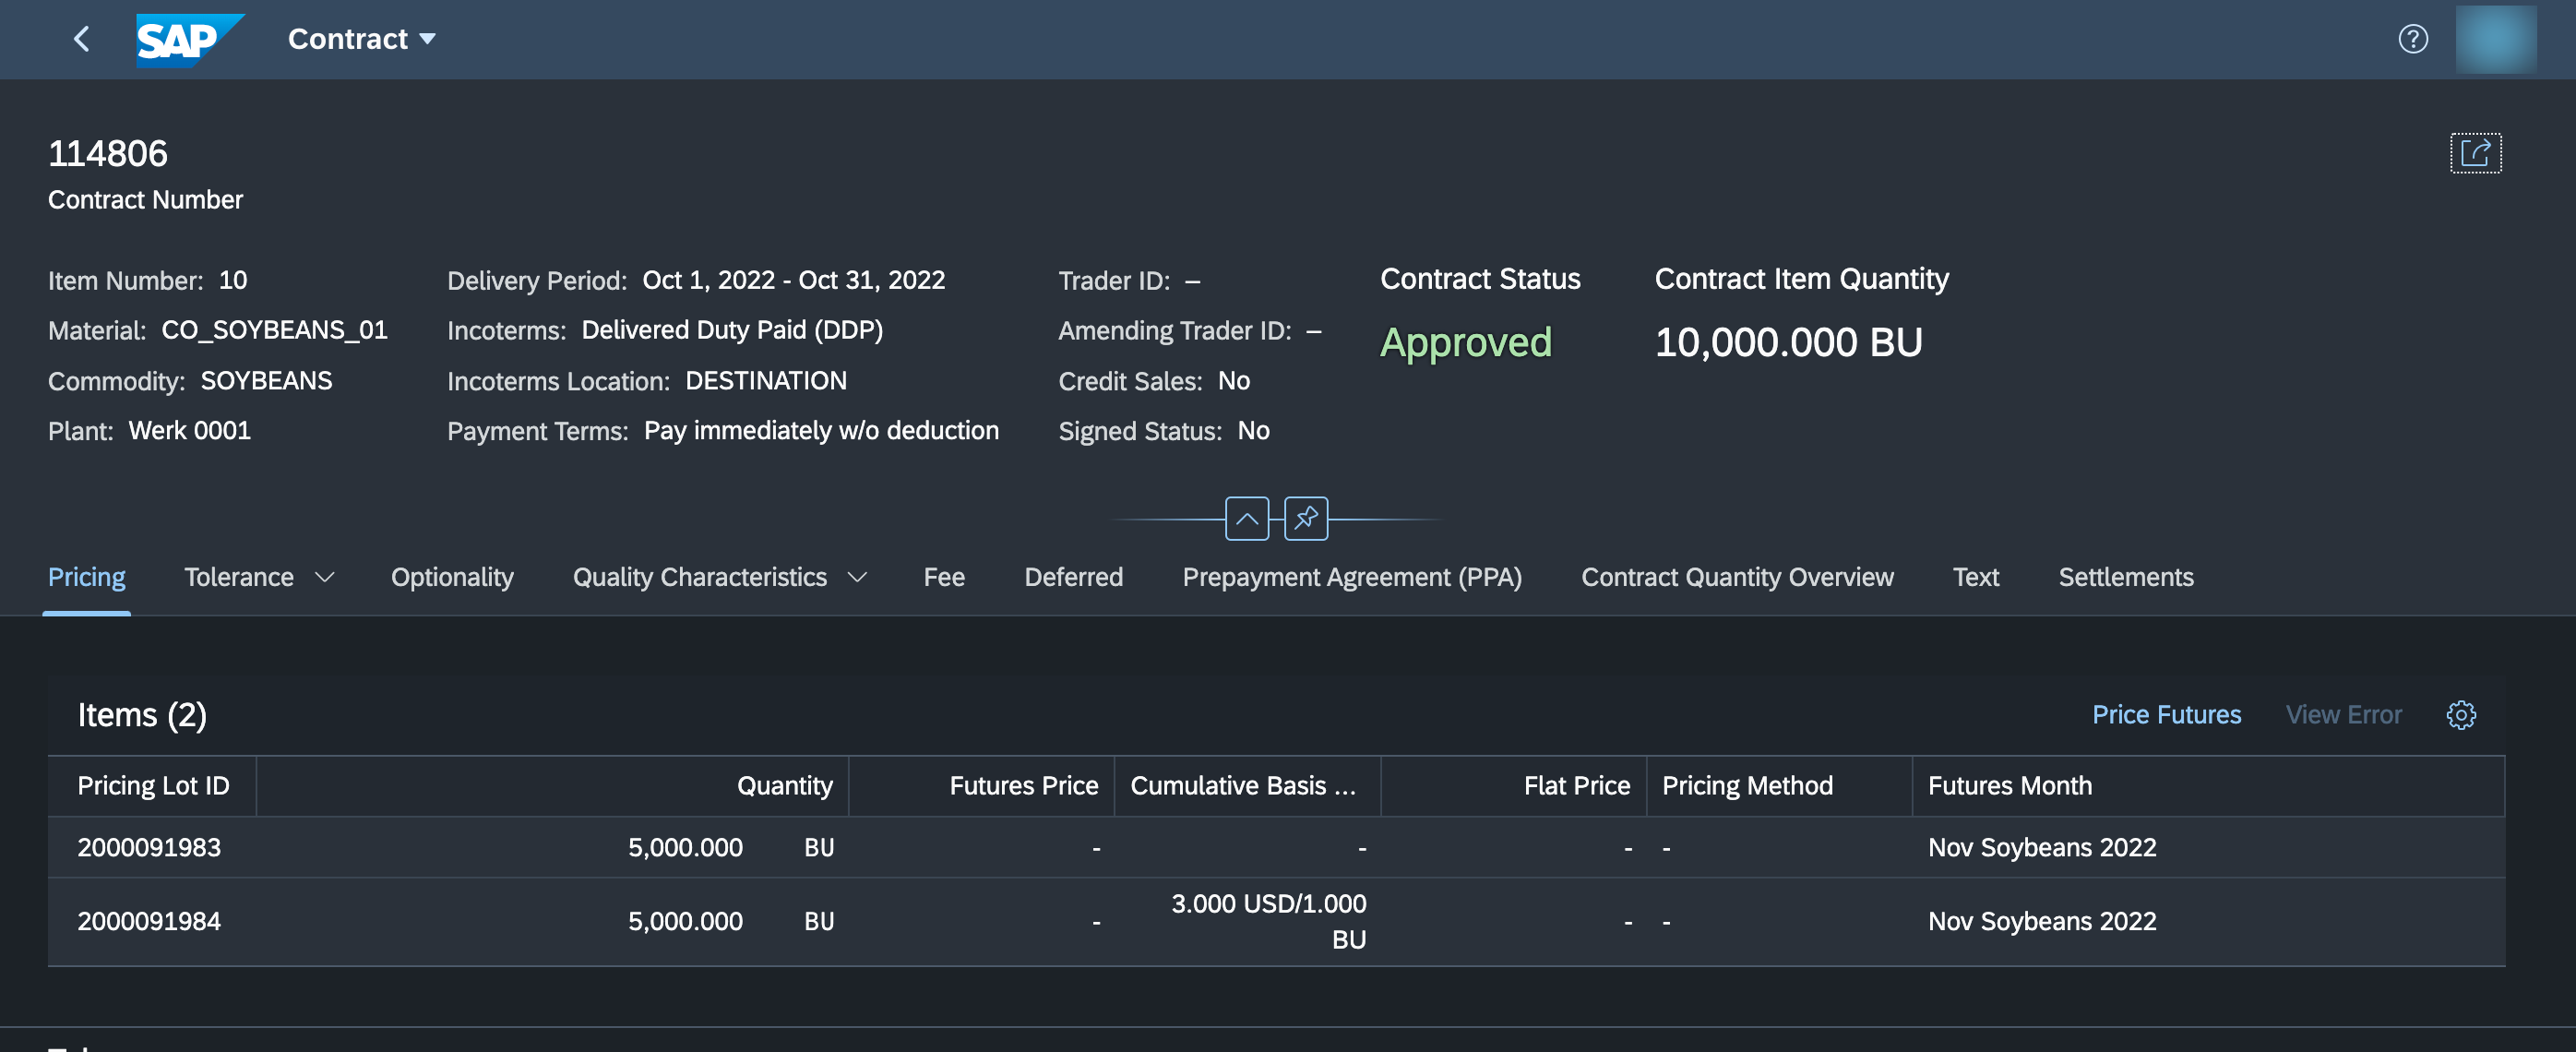 SAP Contract
114806
Contract Number
Item Number: 10
Material: CO_SOYBEANS_01
Commodity: SOYBEANS
Plant: Werk 0001
Delivery Period: Oct 1, 2022 - Oct 31, 2022
Incoterms: Delivered Duty Paid (DDP)
Incoterms Location: DESTINATION
Payment Terms: Pay immediately w/o deduction
Trader ID: –
Amending Trader ID: –
Credit Sales: No
Signed Status: No
Contract Status
Approved
Contract Item Quantity
10,000.000 BU
Pricing Tolerance Optionality Quality Characteristics Fee Deferred Prepayment Agreement (PPA) Contract Quantity Overview Text Settlements
Items (2) Price Futures View Error
Pricing Lot ID Quantity Futures Price Cumulative Basis ... Flat Price Pricing Method Futures Month
2000091983 5,000.000 BU - - - - Nov Soybeans 2022
2000091984 5,000.000 BU - 3.000 USD/1.000 BU - - Nov Soybeans 2022